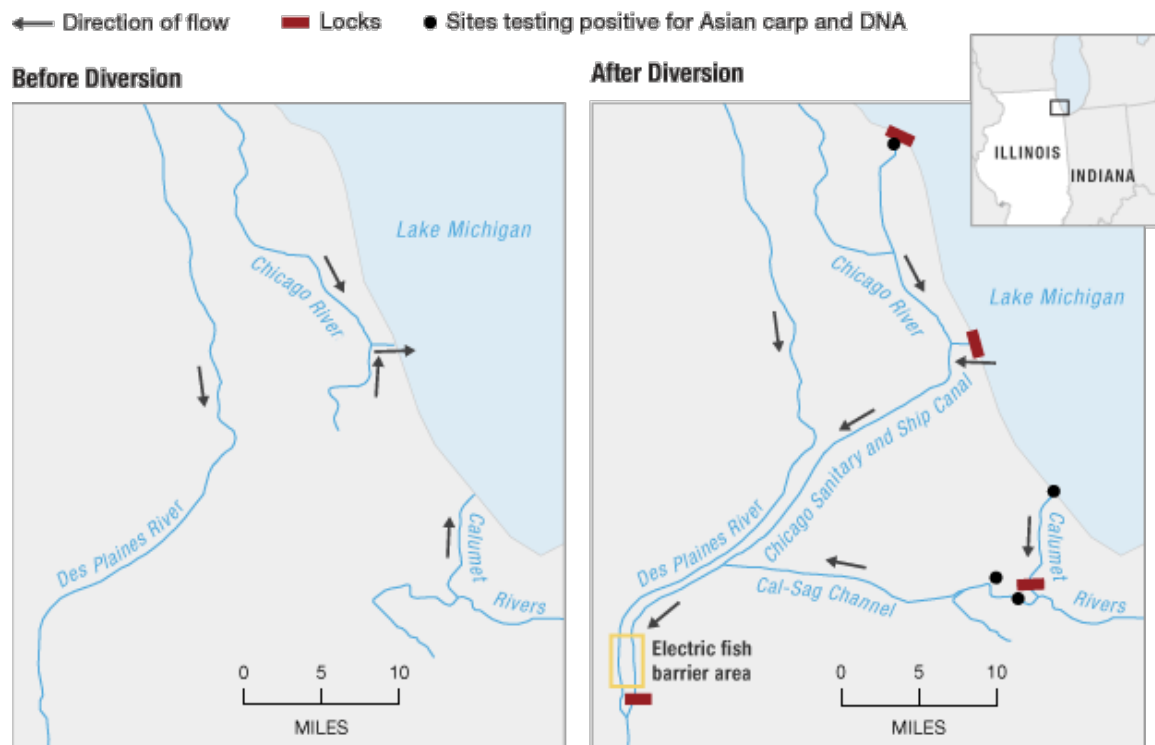 Direction of flow
Locks
Sites testing positive for Asian carp and DNA
Before Diversion
Lake Michigan
Chicago River
Des Plaines River
Calumet
Rivers
0 5 10
MILES
After Diversion
ILLINOIS
INDIANA
Lake Michigan
Chicago River
Chicago Sanitary and Ship Canal
Des Plaines River
Cal-Sag Channel
Calumet
Rivers
Electric fish
barrier area
0 5 10
MILES